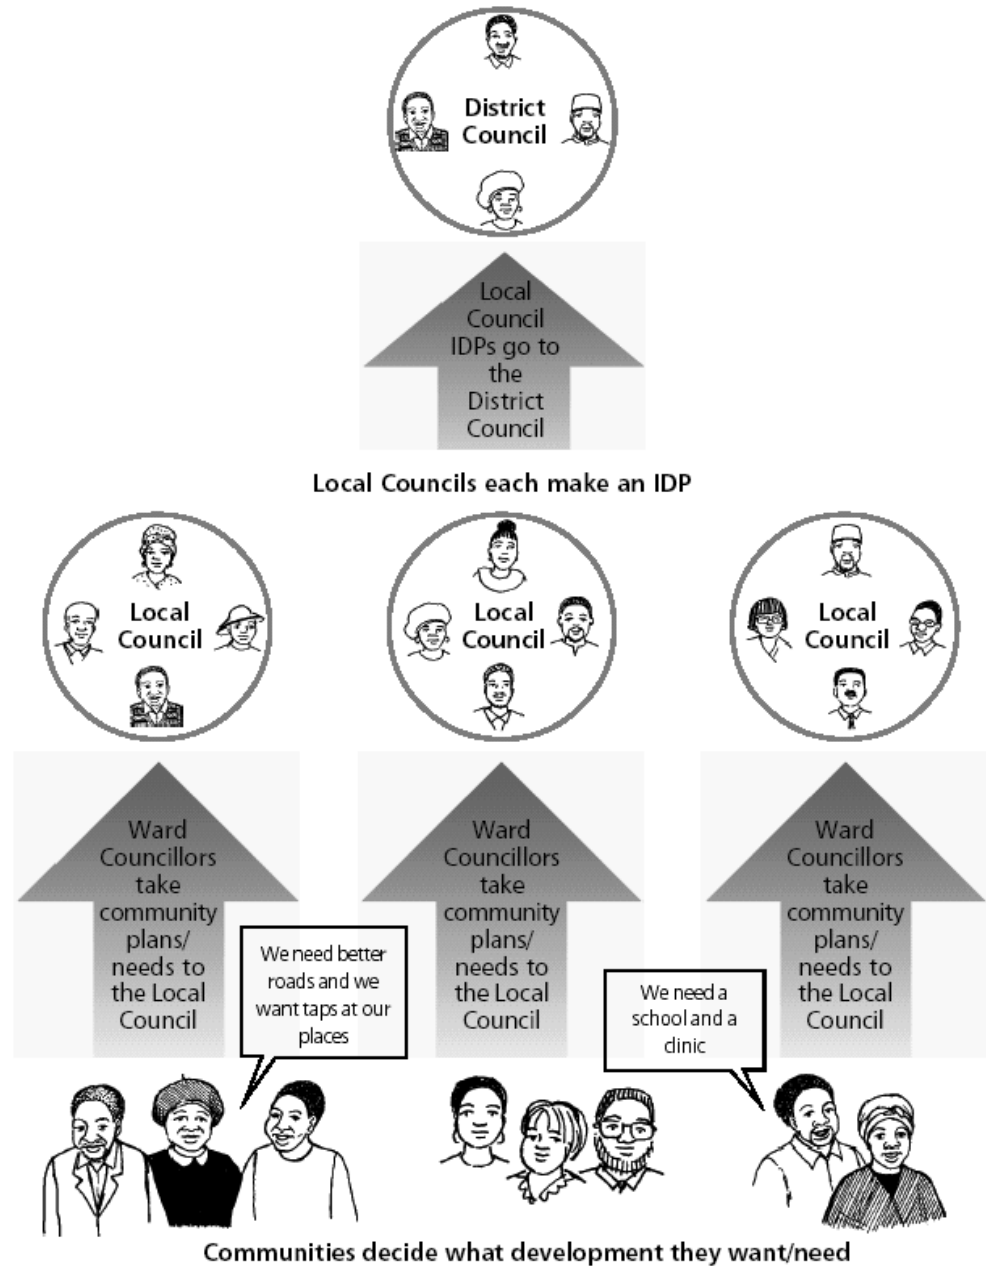 District
Council
Local
Council
IDPs go to
the
District
Council
Local Councils each make an IDP
Local
Council
Local
Council
Local
Council
Ward
Councillors
take
community
plans/
needs to
the Local
Council
Ward
Councillors
take
community
plans/
needs to
the Local
Council
Ward
Councillors
take
community
plans/
needs to
the Local
Council
We need better
roads and we
want taps at our
places
We need a
school and a
clinic
Communities decide what development they want/need